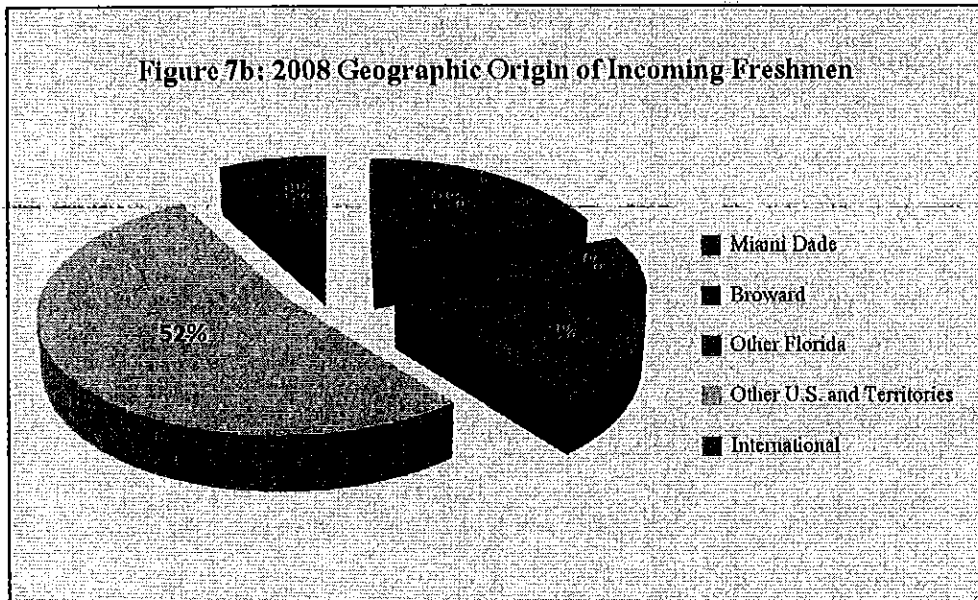 Figure 7b: 2008 Geographic Origin of Incoming Freshmen
52%
Miami Dade
Broward
Other Florida
Other U.S. and Territories
International